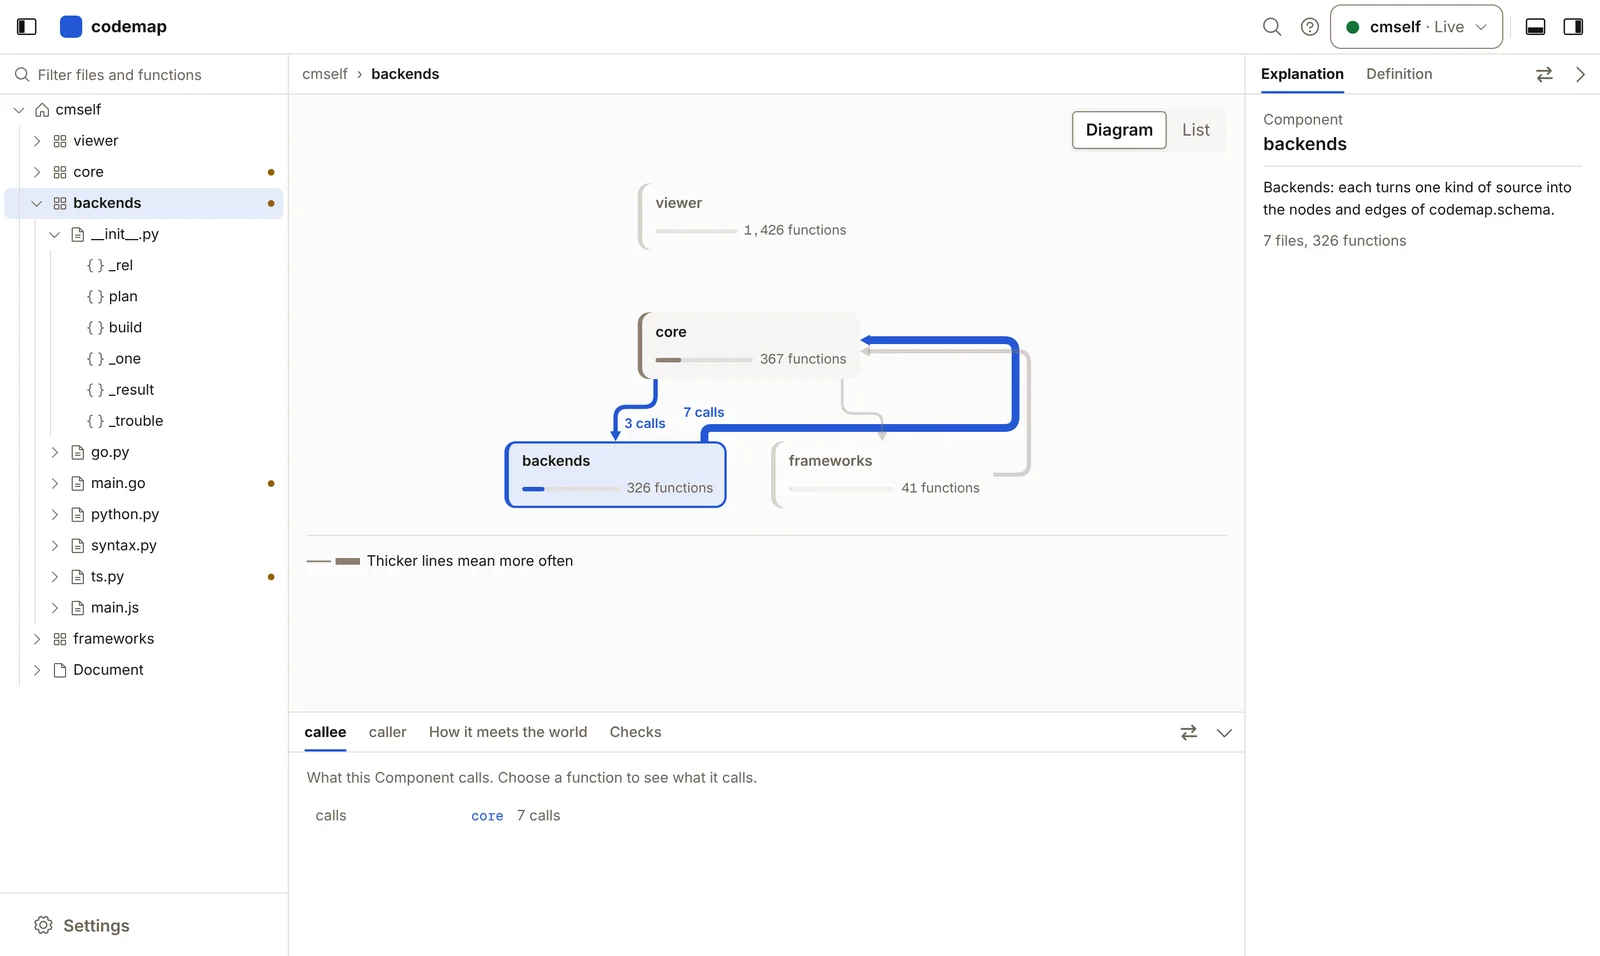 codemap
cmself · Live
Filter files and functions
cmself
viewer
core
backends
__init__.py
{ } _rel
{ } plan
{ } build
{ } _one
{ } _result
{ } _trouble
go.py
main.go
python.py
syntax.py
ts.py
main.js
frameworks
Document
Settings
cmself › backends
Diagram
List
viewer
1,426 functions
core
367 functions
7 calls
3 calls
backends
326 functions
frameworks
41 functions
Thicker lines mean more often
callee
caller
How it meets the world
Checks
What this Component calls. Choose a function to see what it calls.
calls
core
7 calls
Explanation
Definition
Component
backends
Backends: each turns one kind of source into
the nodes and edges of codemap.schema.
7 files, 326 functions